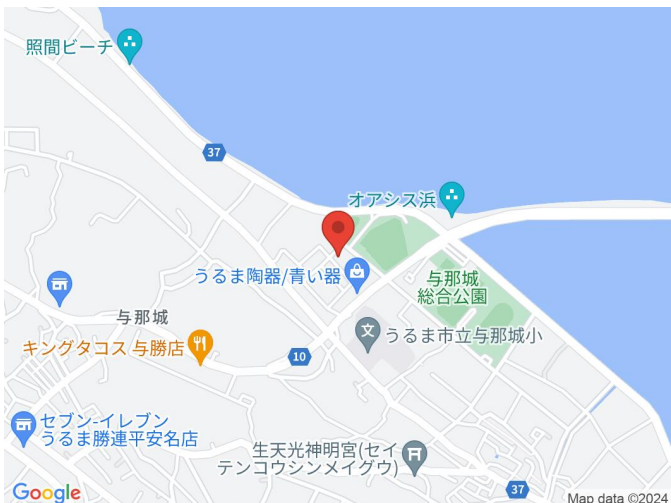 照間ビーチ
37
オアシス浜
うるま陶器/青い器
与那城
総合公園
与那城
キングタコス 与勝店
10
文
うるま市立与那城小
セブン-イレブン
うるま勝連平安名店
生天光神明宮(セイ
テンコウシンメイグウ)
37
Google
Map data ©2024